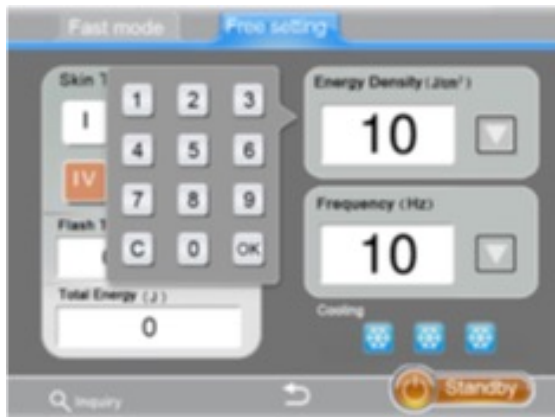 Fast mode
Free setting
Skin T
I
IV
Flash T
Total Energy (J)
0
1 2 3
4 5 6
7 8 9
C 0 OK
Energy Density (J/cm²)
10
Frequency (Hz)
10
Cooling
Inquiry
Standby